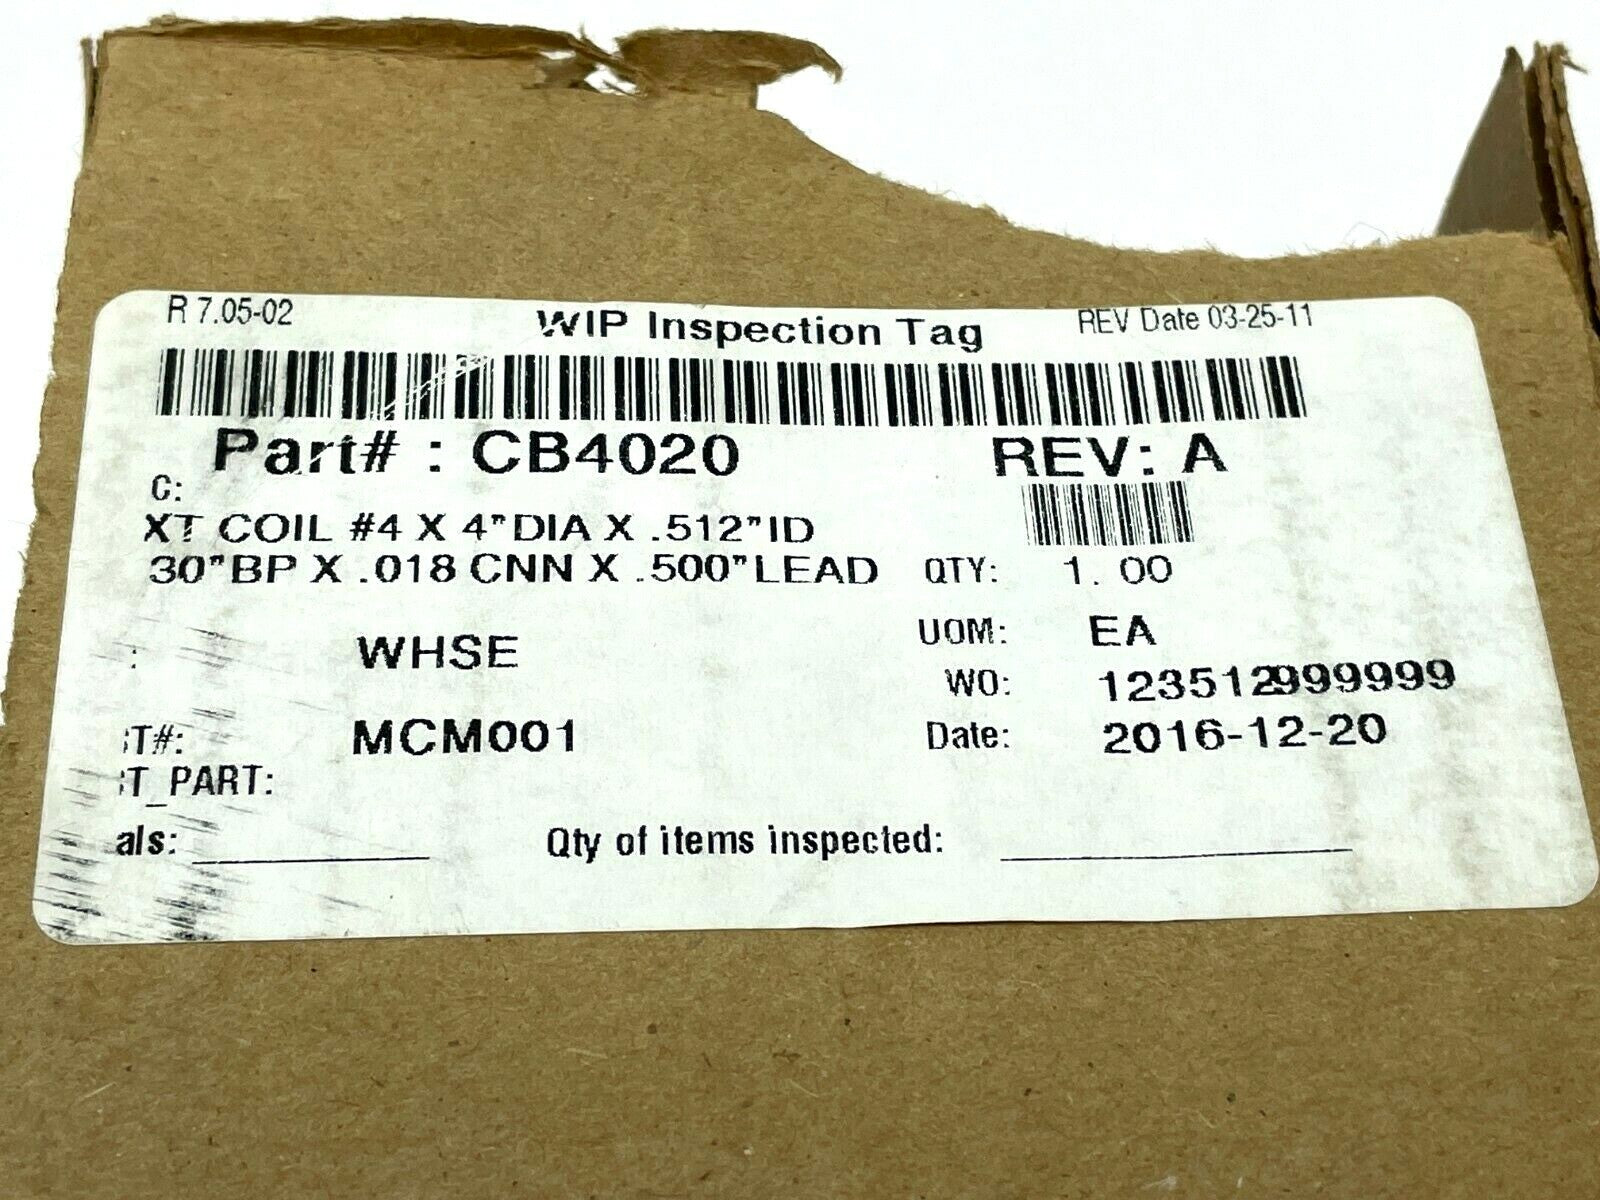 R 7.05-02 WIP Inspection Tag REV Date 03-25-11
Part# : CB4020 REV: A
C:
XT COIL #4 X 4"DIA X .512"ID
30"BP X .018 CNN X .500"LEAD QTY: 1. 00
UOM: EA
: WHSE
WO: 123512999999
T#: MCM001 Date: 2016-12-20
T_PART:
als: Qty of items inspected: